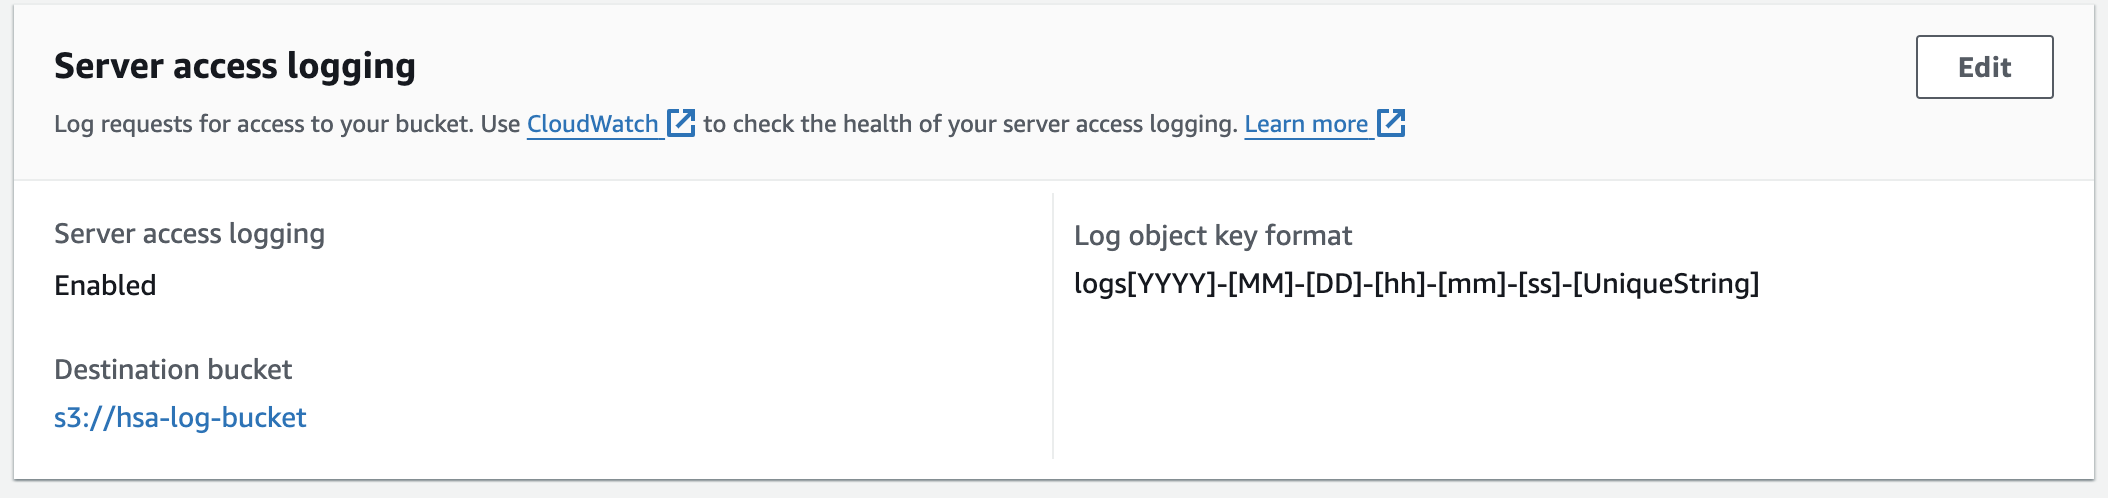 Server access logging
Edit
Log requests for access to your bucket. Use CloudWatch to check the health of your server access logging. Learn more
Server access logging
Enabled
Destination bucket
s3://hsa-log-bucket
Log object key format
logs[YYYY]-[MM]-[DD]-[hh]-[mm]-[ss]-[UniqueString]